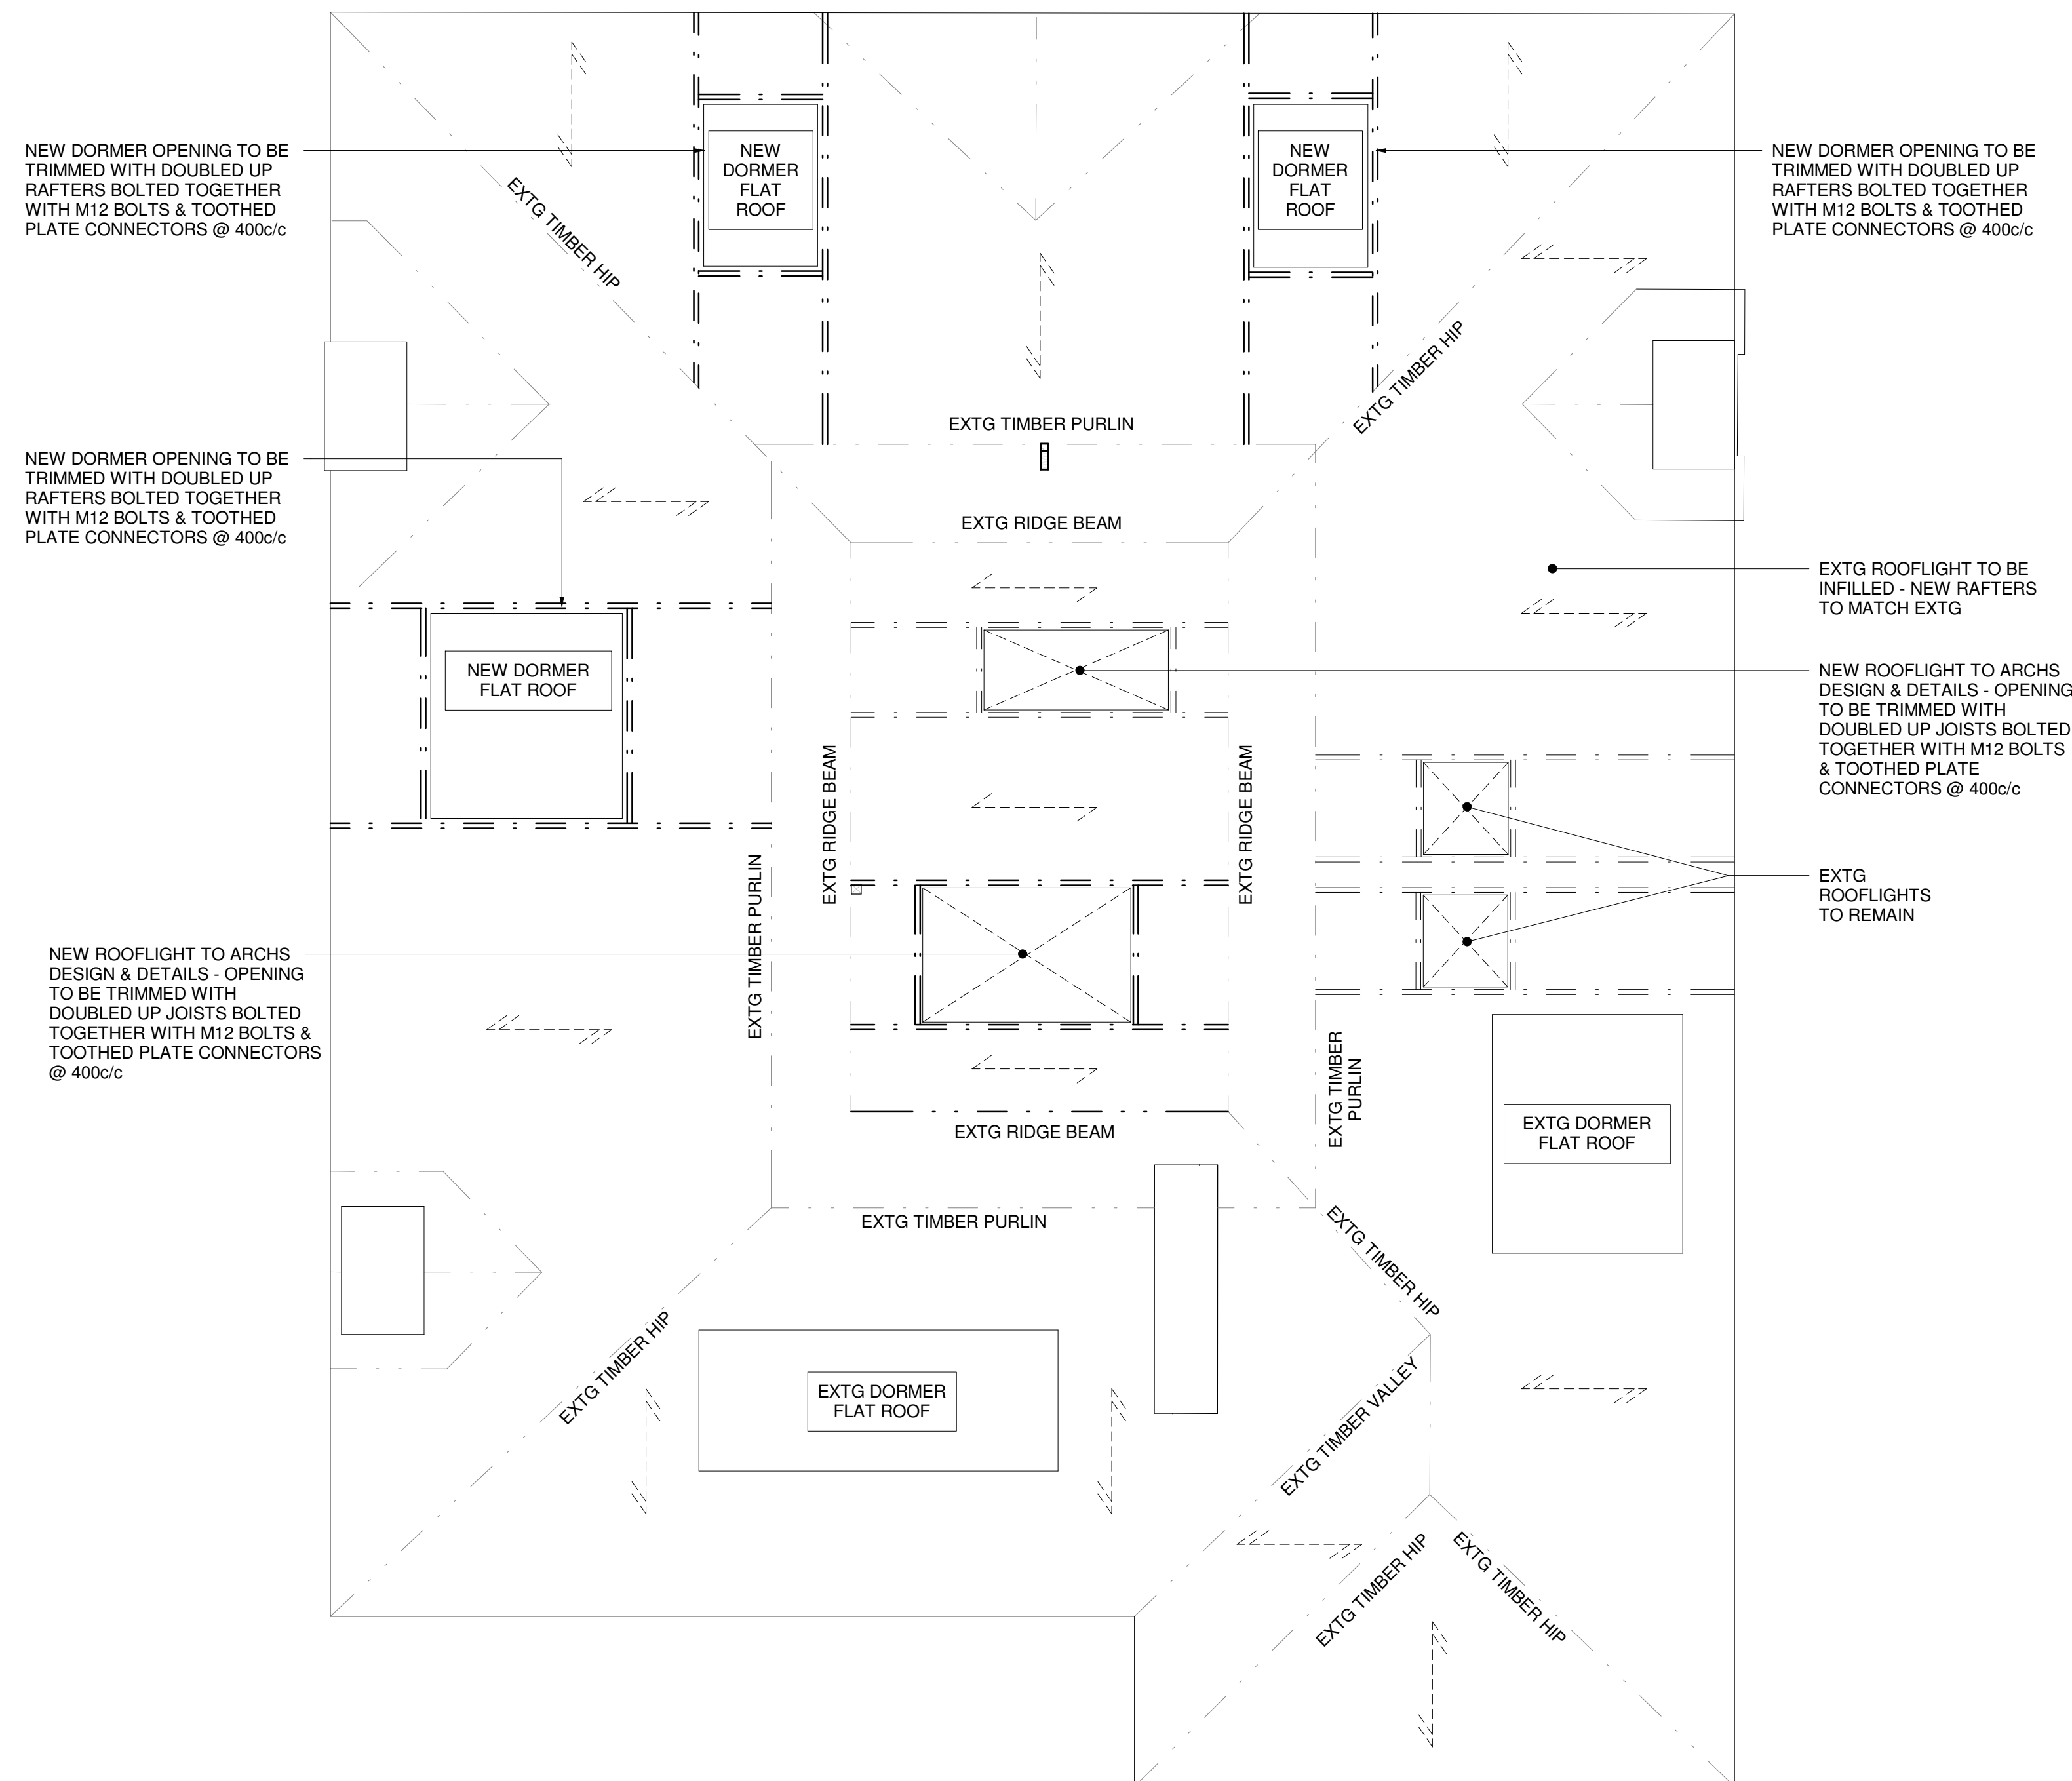 NEW DORMER OPENING TO BE
TRIMMED WITH DOUBLED UP
RAFTERS BOLTED TOGETHER
WITH M12 BOLTS & TOOTHED
PLATE CONNECTORS @ 400c/c
NEW
DORMER
FLAT
ROOF
NEW
DORMER
FLAT
ROOF
NEW DORMER OPENING TO BE
TRIMMED WITH DOUBLED UP
RAFTERS BOLTED TOGETHER
WITH M12 BOLTS & TOOTHED
PLATE CONNECTORS @ 400c/c
EXTG TIMBER HIP
EXTG TIMBER HIP
EXTG TIMBER PURLIN
NEW DORMER OPENING TO BE
TRIMMED WITH DOUBLED UP
RAFTERS BOLTED TOGETHER
WITH M12 BOLTS & TOOTHED
PLATE CONNECTORS @ 400c/c
EXTG RIDGE BEAM
EXTG ROOFLIGHT TO BE
INFILLED - NEW RAFTERS
TO MATCH EXTG
NEW DORMER
FLAT ROOF
NEW ROOFLIGHT TO ARCHS
DESIGN & DETAILS - OPENING
TO BE TRIMMED WITH
DOUBLED UP JOISTS BOLTED
TOGETHER WITH M12 BOLTS
& TOOTHED PLATE
CONNECTORS @ 400c/c
EXTG RIDGE BEAM
EXTG RIDGE BEAM
EXTG TIMBER PURLIN
EXTG
ROOFLIGHTS
TO REMAIN
NEW ROOFLIGHT TO ARCHS
DESIGN & DETAILS - OPENING
TO BE TRIMMED WITH
DOUBLED UP JOISTS BOLTED
TOGETHER WITH M12 BOLTS &
TOOTHED PLATE CONNECTORS
@ 400c/c
EXTG TIMBER
PURLIN
EXTG RIDGE BEAM
EXTG DORMER
FLAT ROOF
EXTG TIMBER PURLIN
EXTG TIMBER HIP
EXTG TIMBER HIP
EXTG DORMER
FLAT ROOF
EXTG TIMBER VALLEY
EXTG TIMBER HIP
EXTG TIMBER HIP